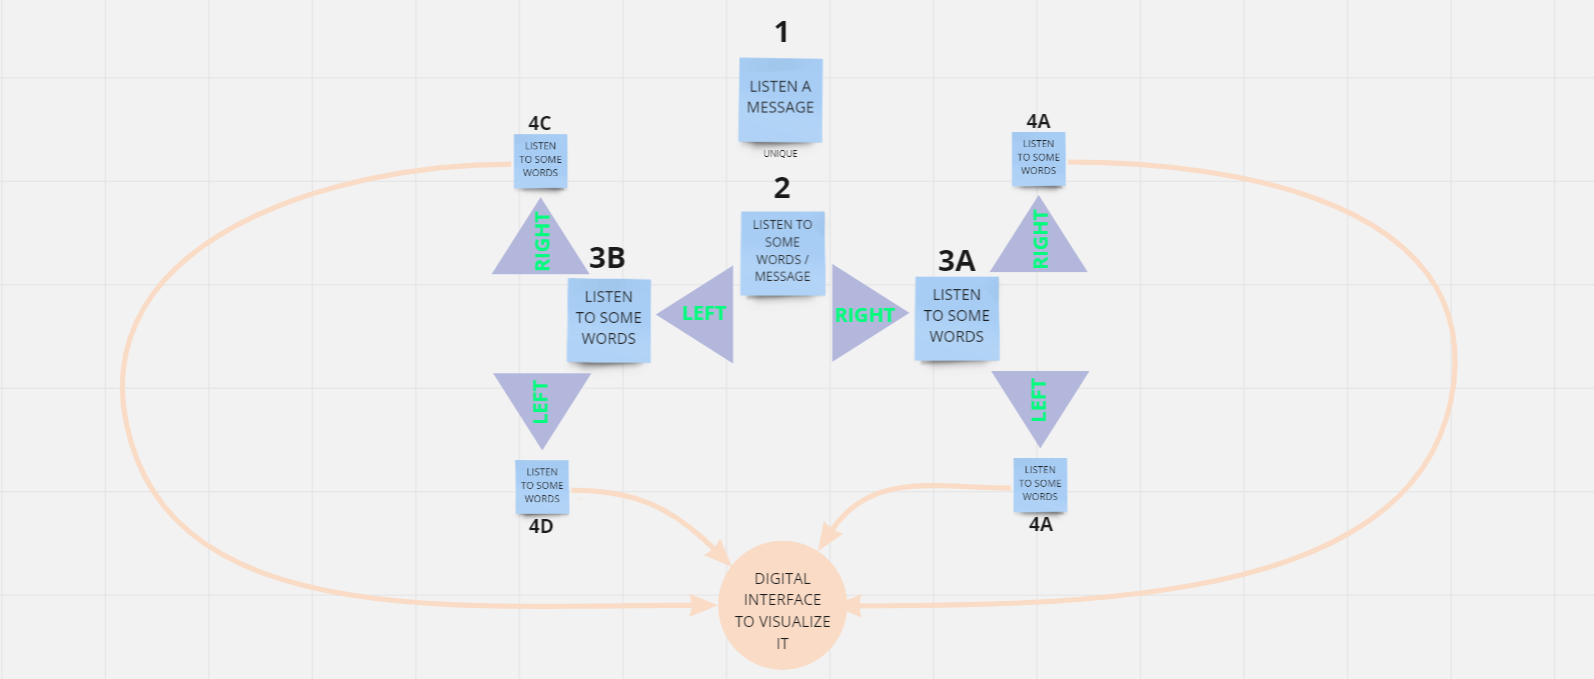 1
LISTEN A
MESSAGE
UNIQUE
4C
LISTEN
TO SOME
WORDS
4A
LISTEN
TO SOME
WORDS
2
LISTEN TO
SOME
WORDS /
MESSAGE
RIGHT
RIGHT
3B
LISTEN
TO SOME
WORDS
LEFT
RIGHT
3A
LISTEN
TO SOME
WORDS
LEFT
LEFT
LISTEN
TO SOME
WORDS
4D
LISTEN
TO SOME
WORDS
4A
DIGITAL
INTERFACE
TO VISUALIZE
IT